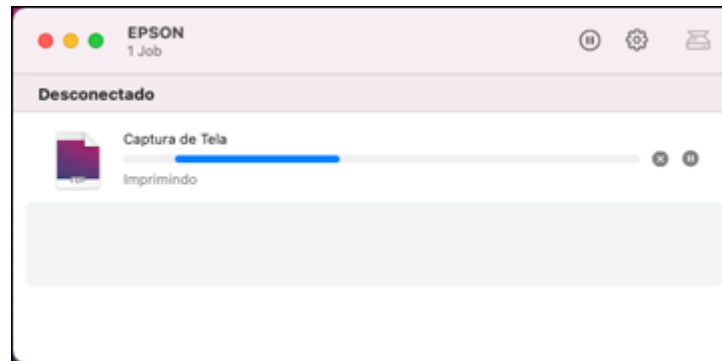 EPSON
1 Job
Desconectado
Captura de Tela
Imprimindo